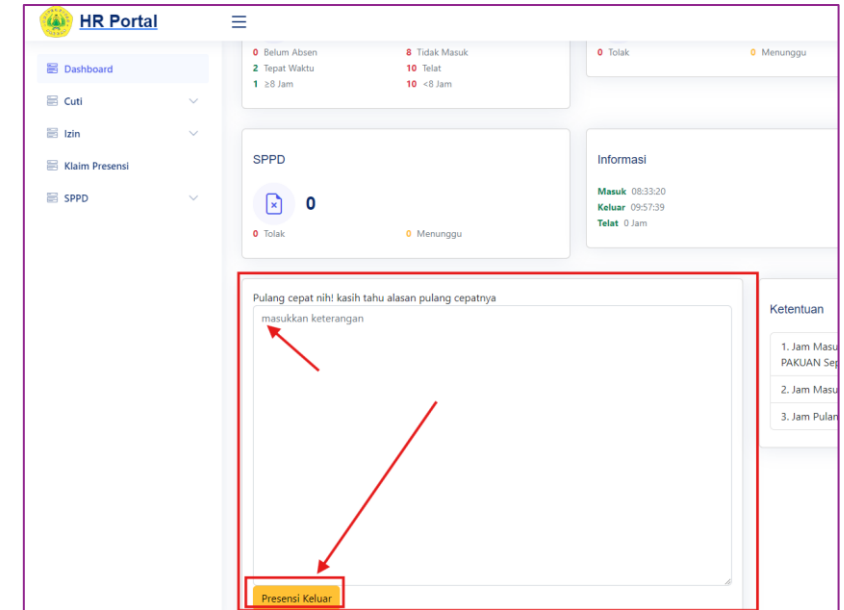 HR Portal
Dashboard
Cuti
Izin
Klaim Presensi
SPPD
0 Belum Absen
8 Tidak Masuk
2 Tepat Waktu
10 Telat
1 ≥8 Jam
10 <8 Jam
0 Tolak
0 Menunggu
SPPD
0
0 Tolak
0 Menunggu
Informasi
Masuk 08:33:20
Keluar 09:57:39
Telat 0 Jam
Pulang cepat nih! kasih tahu alasan pulang cepatnya
masukkan keterangan
Presensi Keluar
Ketentuan
1. Jam Masu
PAKUAN Sep
2. Jam Masu
3. Jam Pulan